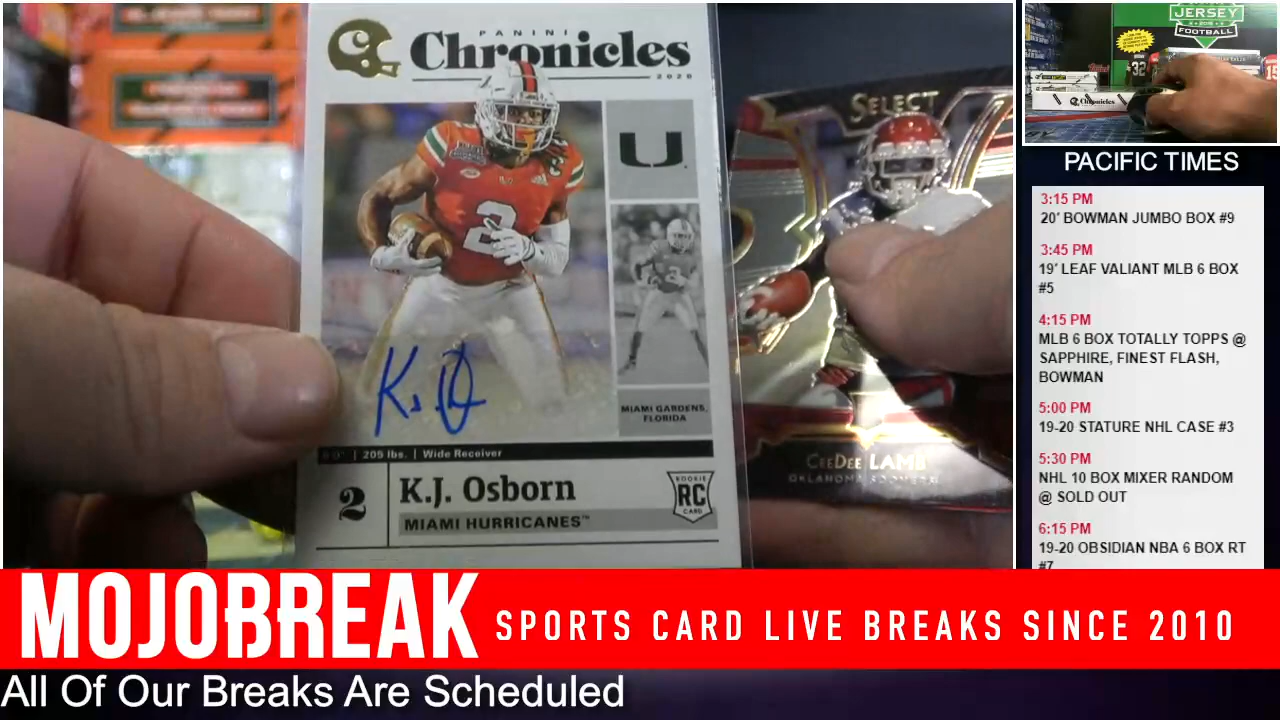 PANINI
Chronicles
2020
U
2
MIAMI GARDENS,
FLORIDA
205 lbs. | Wide Receiver
2
K.J. Osborn
MIAMI HURRICANES™
ROOKIE
RC
CARD
SELECT
CEEDEE LAMB
OKLAHOMA SOONERS
JERSEY
FOOTBALL
Chronicles
32
PACIFIC TIMES
3:15 PM
20' BOWMAN JUMBO BOX #9
3:45 PM
19' LEAF VALIANT MLB 6 BOX
#5
4:15 PM
MLB 6 BOX TOTALLY TOPPS @
SAPPHIRE, FINEST FLASH,
BOWMAN
5:00 PM
19-20 STATURE NHL CASE #3
5:30 PM
NHL 10 BOX MIXER RANDOM
@ SOLD OUT
6:15 PM
19-20 OBSIDIAN NBA 6 BOX RT
#7
MOJOBREAK
SPORTS CARD LIVE BREAKS SINCE 2010
All Of Our Breaks Are Scheduled